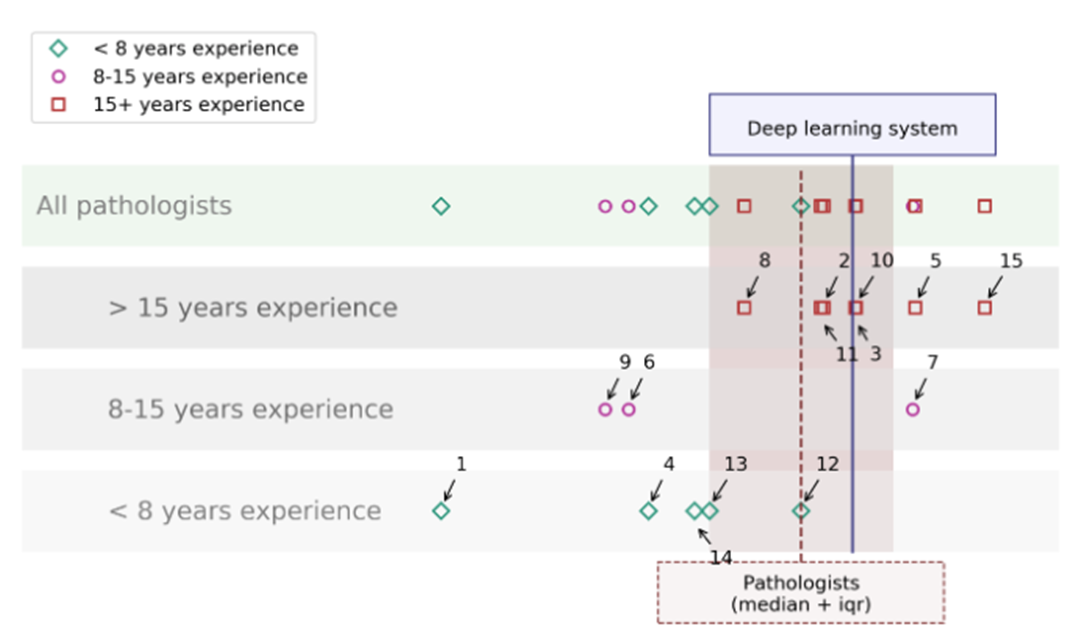 < 8 years experience
8-15 years experience
15+ years experience
Deep learning system
All pathologists
8 2 10 5 15
> 15 years experience
11 3
9 6 7
8-15 years experience
1 4 13 12
< 8 years experience
14
Pathologists
(median + iqr)